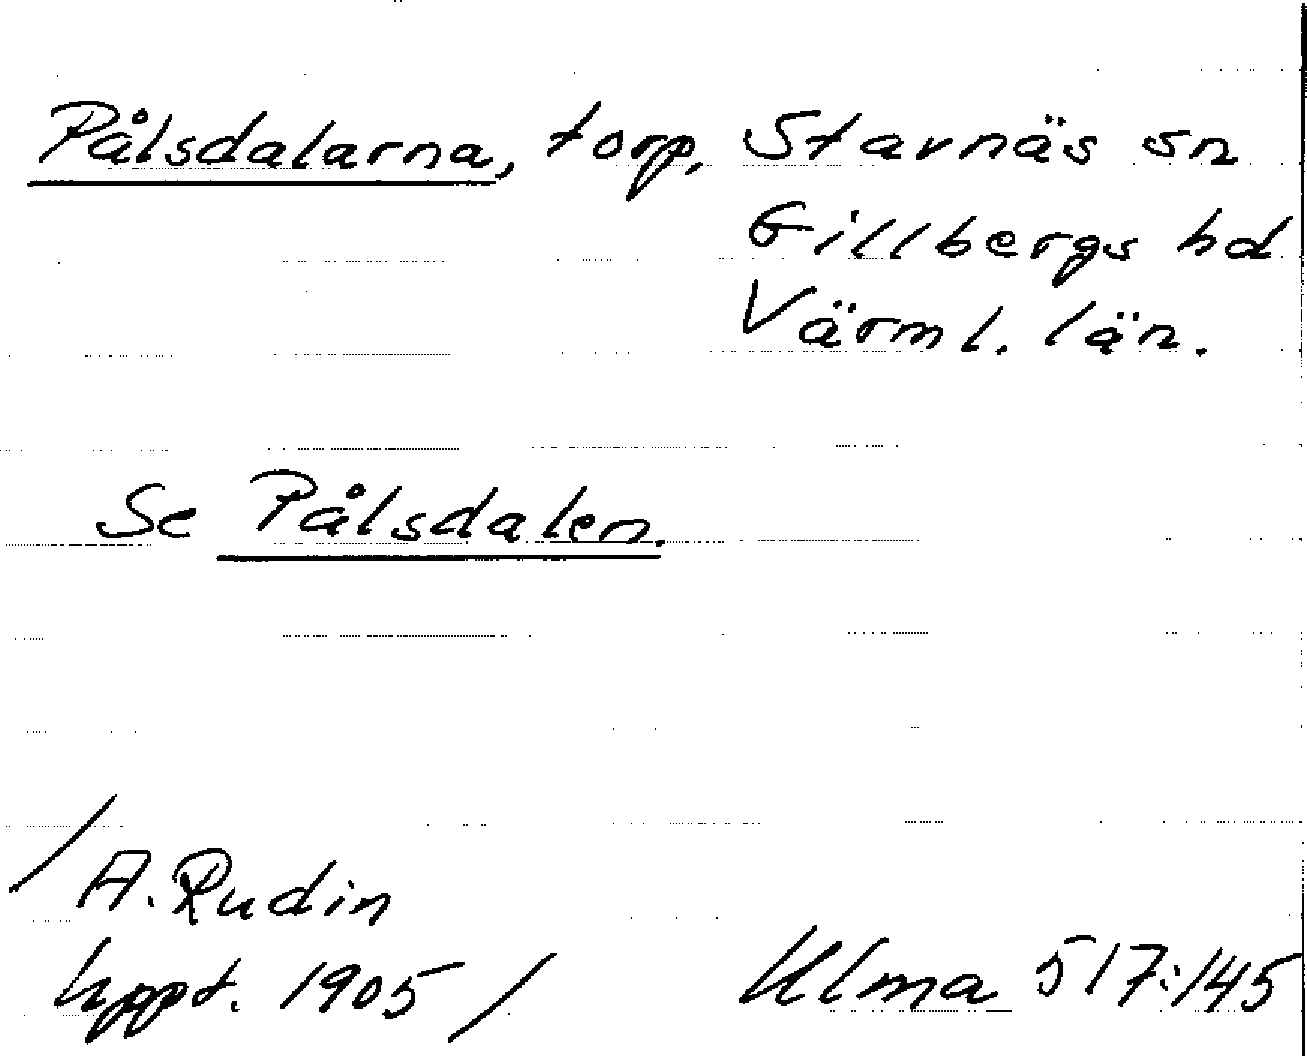 Pålsdalarna, torp, Stavnäs sn
Gillbergs hd
Värml. län.
Se Pålsdalen.
/A. Rudin
uppt. 1905/
Ulma 517:145